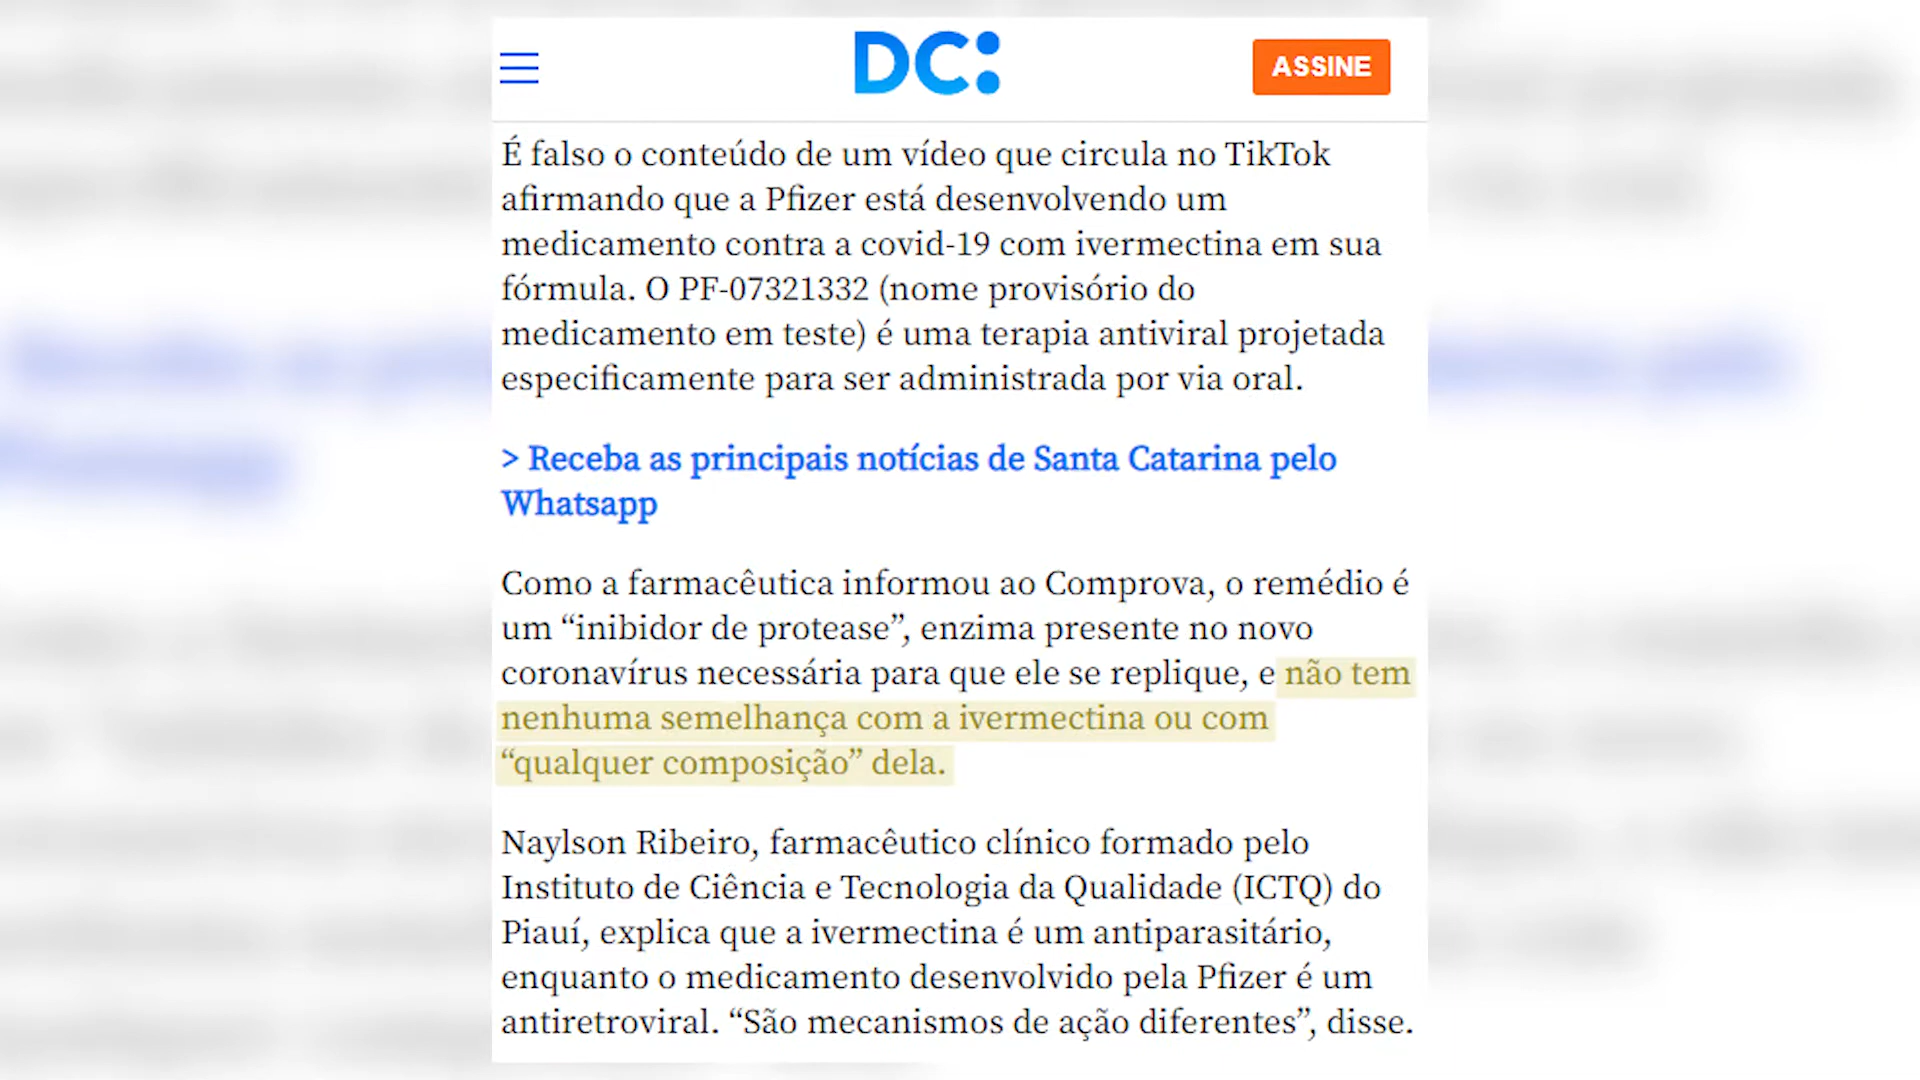 DC:
ASSINE
É falso o conteúdo de um vídeo que circula no TikTok
afirmando que a Pfizer está desenvolvendo um
medicamento contra a covid-19 com ivermectina em sua
fórmula. O PF-07321332 (nome provisório do
medicamento em teste) é uma terapia antiviral projetada
especificamente para ser administrada por via oral.
> Receba as principais notícias de Santa Catarina pelo
Whatsapp
Como a farmacêutica informou ao Comprova, o remédio é
um “inibidor de protease”, enzima presente no novo
coronavírus necessária para que ele se replique, e não tem
nenhuma semelhança com a ivermectina ou com
“qualquer composição” dela.
Naylson Ribeiro, farmacêutico clínico formado pelo
Instituto de Ciência e Tecnologia da Qualidade (ICTQ) do
Piauí, explica que a ivermectina é um antiparasitário,
enquanto o medicamento desenvolvido pela Pfizer é um
antiretroviral. “São mecanismos de ação diferentes”, disse.